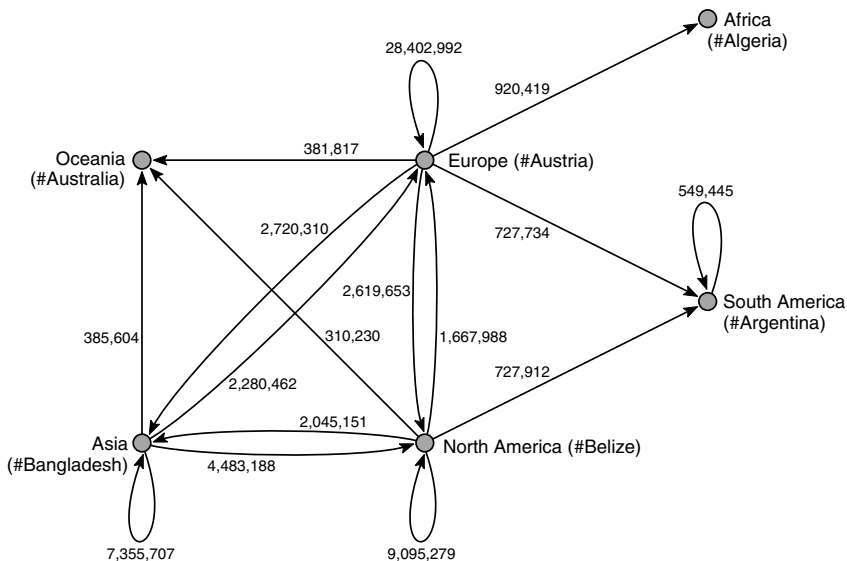 Africa
(#Algeria)
28,402,992
920,419
381,817
Oceania
(#Australia)
Europe (#Austria)
549,445
2,720,310
727,734
2,619,653
South America
(#Argentina)
385,604
310,230
1,667,988
727,912
2,280,462
2,045,151
Asia
(#Bangladesh)
North America (#Belize)
4,483,188
7,355,707
9,095,279